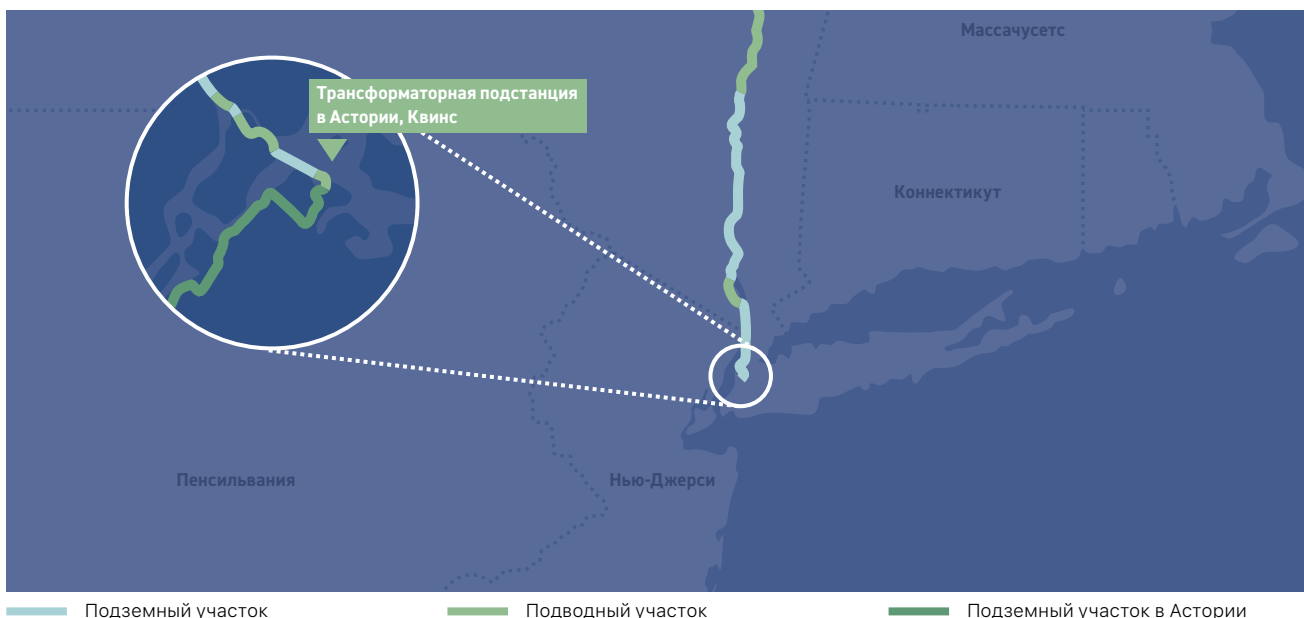 Массачусетс
Трансформаторная подстанция
в Астории, Квинс
Коннектикут
Пенсильвания
Нью-Джерси
Подземный участок
Подводный участок
Подземный участок в Астории